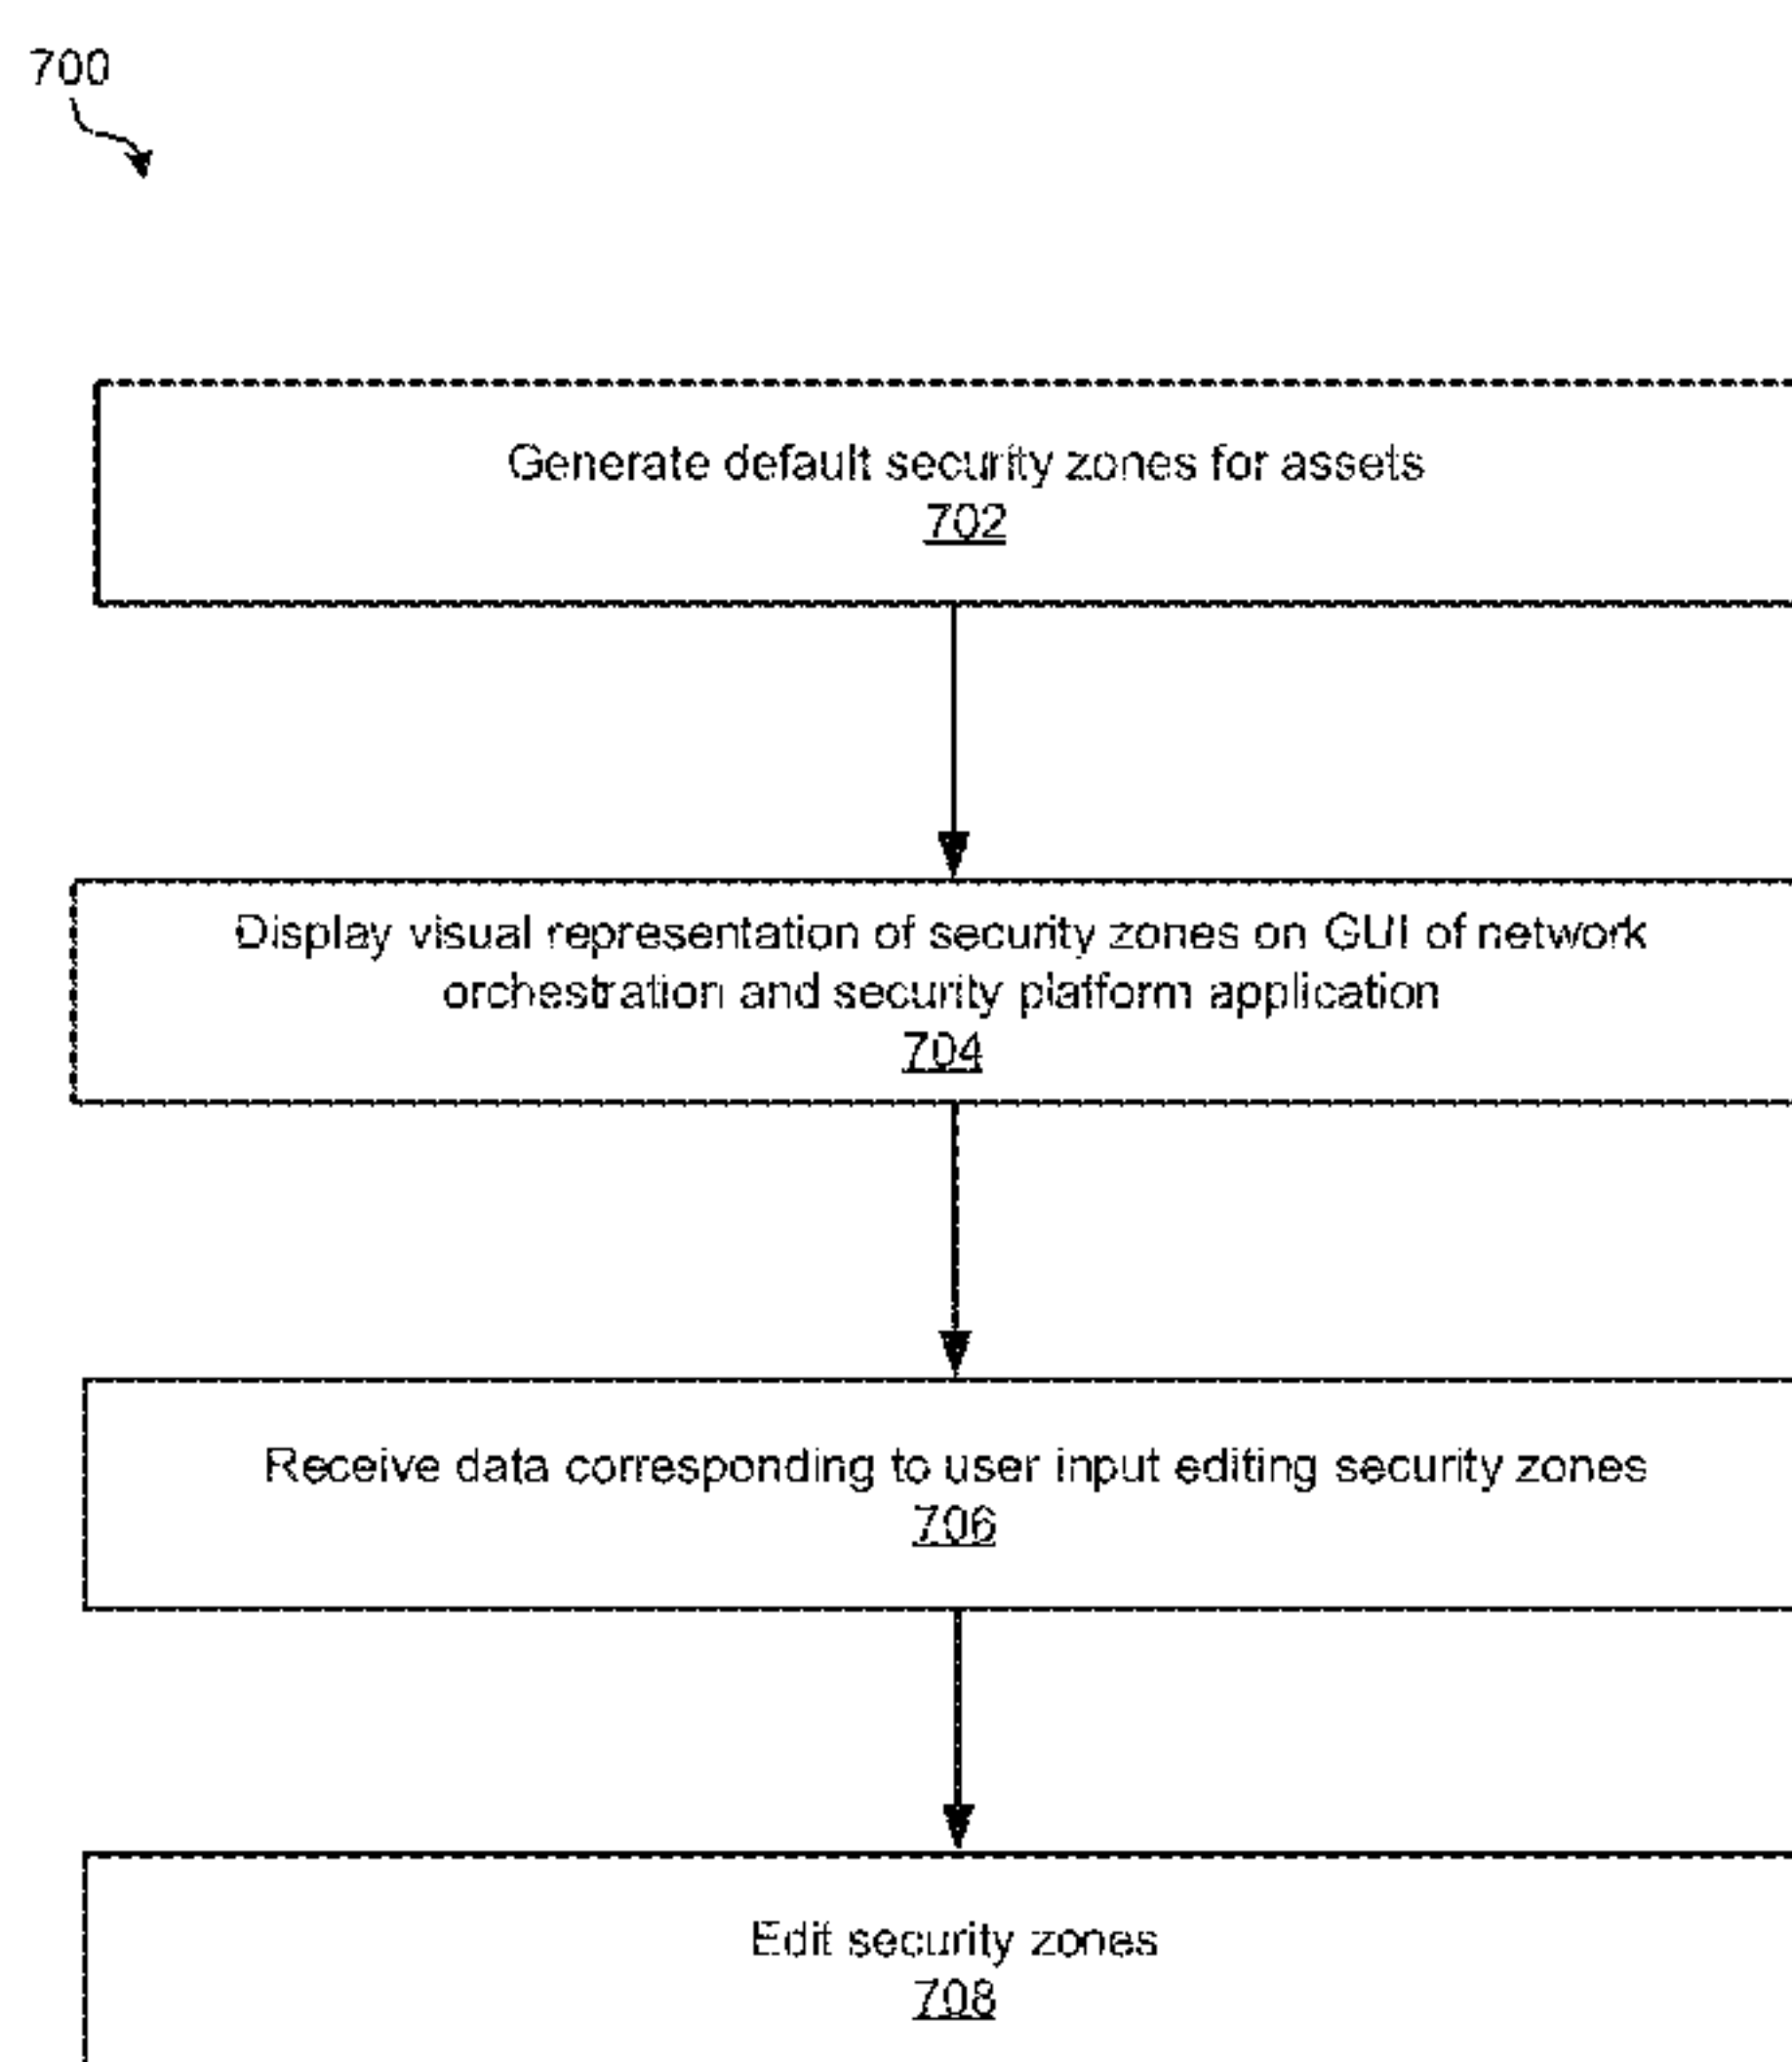 700
Generate default security zones for assets
702
Display visual representation of security zones on GUI of network
orchestration and security platform application
704
Receive data corresponding to user input editing security zones
706
Edit security zones
708